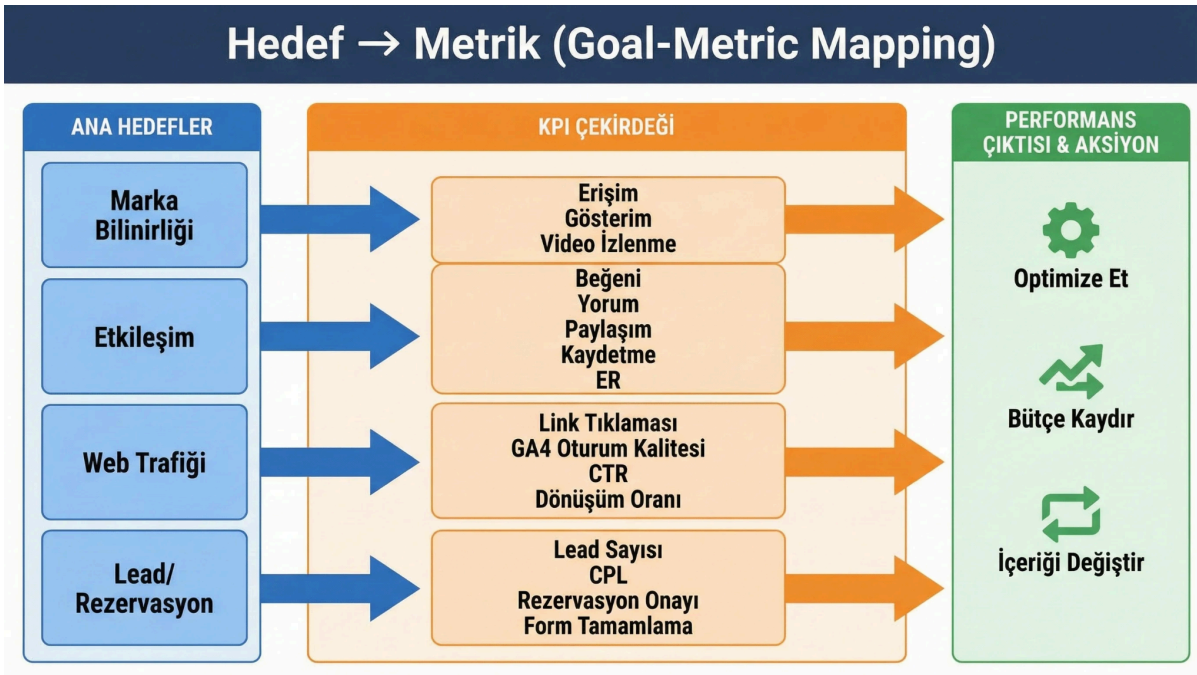 Hedef → Metrik (Goal-Metric Mapping)
ANA HEDEFLER
Marka
Bilinirliği
Etkileşim
Web Trafiği
Lead/
Rezervasyon
KPI ÇEKİRDEĞİ
Erişim
Gösterim
Video İzlenme
Beğeni
Yorum
Paylaşım
Kaydetme
ER
Link Tıklaması
GA4 Oturum Kalitesi
CTR
Dönüşüm Oranı
Lead Sayısı
CPL
Rezervasyon Onayı
Form Tamamlama
PERFORMANS
ÇIKTISI & AKSİYON
Optimize Et
Bütçe Kaydır
İçeriği Değiştir